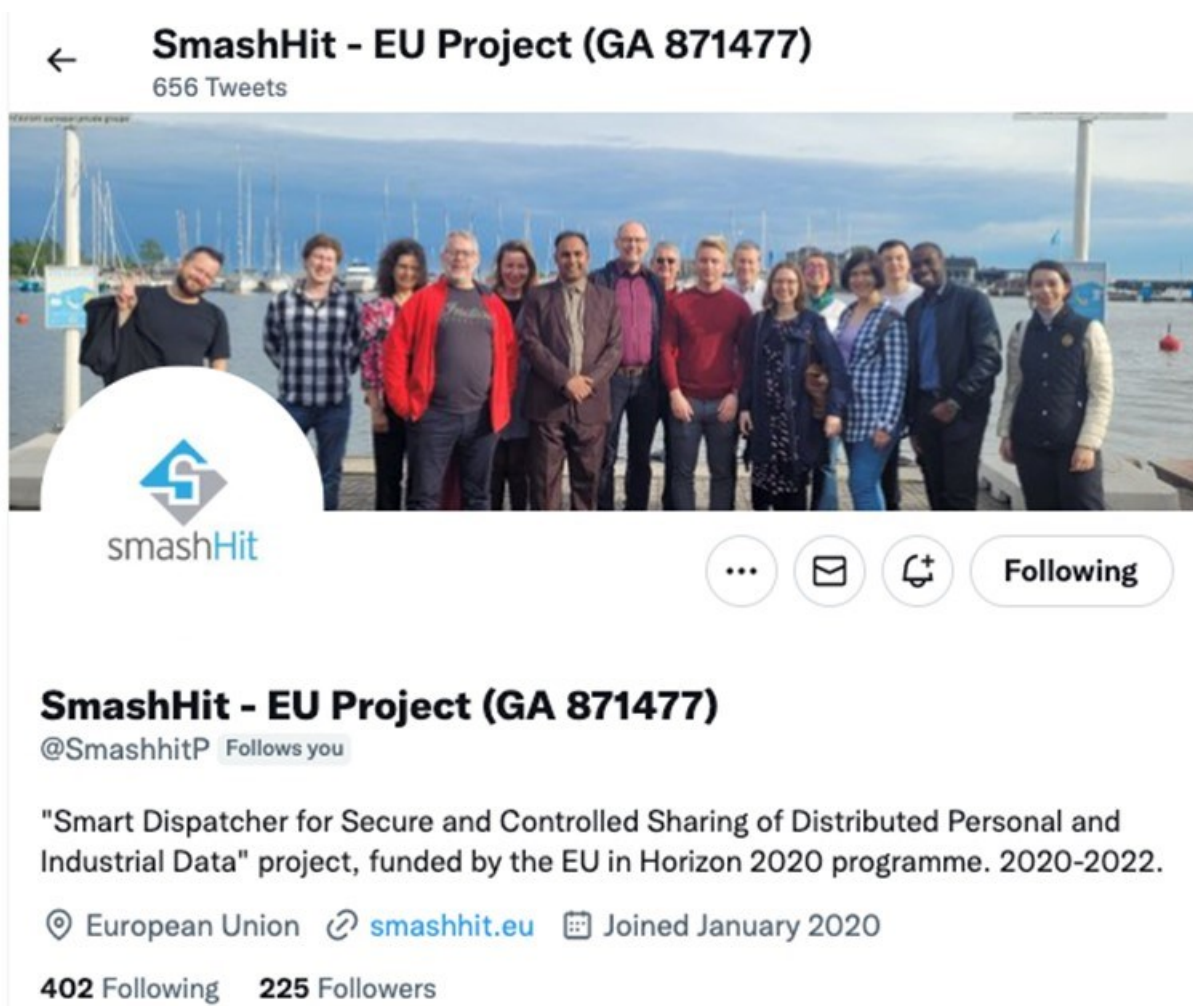 SmashHit - EU Project (GA 871477)
656 Tweets
smashHit
Following
SmashHit - EU Project (GA 871477)
@SmashhitP Follows you
"Smart Dispatcher for Secure and Controlled Sharing of Distributed Personal and
Industrial Data" project, funded by the EU in Horizon 2020 programme. 2020-2022.
European Union smashhit.eu Joined January 2020
402 Following 225 Followers